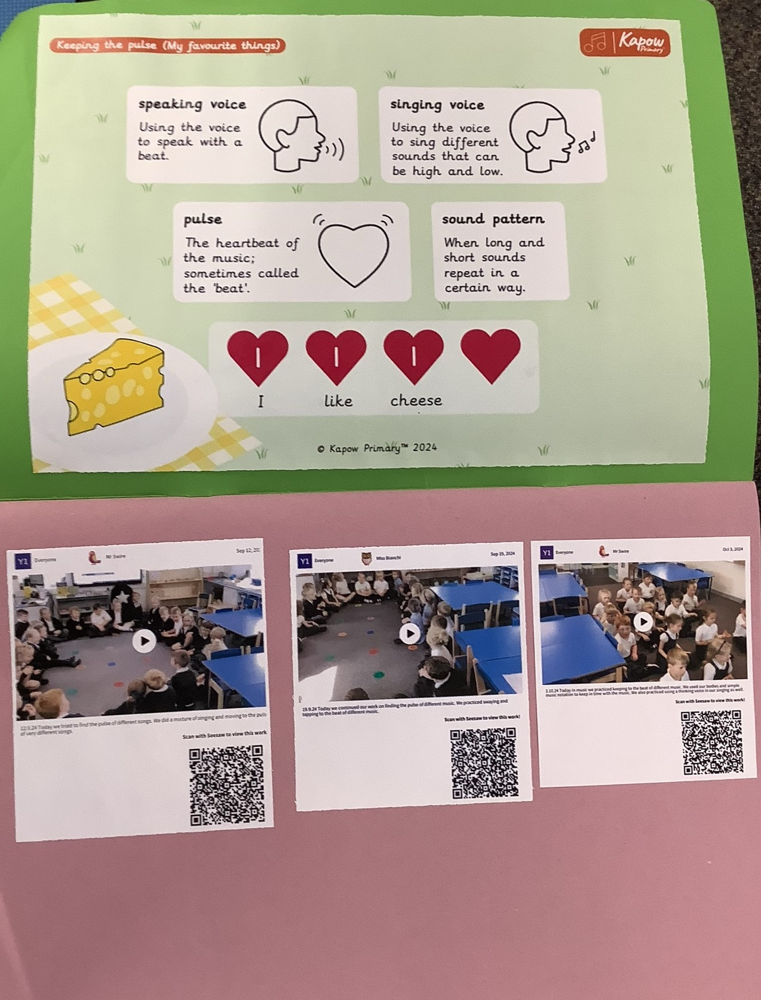 Keeping the pulse (My favourite things)
Kapow
Primary
speaking voice
Using the voice
to speak with a
beat.
singing voice
Using the voice
to sing different
sounds that can
be high and low.
pulse
The heartbeat of
the music;
sometimes called
the 'beat'.
sound pattern
When long and
short sounds
repeat in a
certain way.
I like cheese
© Kapow Primary™ 2024
Y1 Everyone Mr Swire Sep 12, 20
12.9.24 Today we tried to find the pulse of different songs. We did a mixture of singing and moving to the puls
of very different songs.
Scan with Seesaw to view this work
Y1 Everyone Miss Bianchi Sep 19, 2024
19.9.24 Today we continued our work on finding the pulse of different music. We practiced swaying and
tapping to the beat of different music.
Scan with Seesaw to view this work!
Y1 Everyone Mr Swire Oct 3, 2024
3.10.24 Today in music we practiced keeping to the beat of different music. We used our bodies and simple
music notation to keep in time with the music. We also practiced using a thinking voice in our singing as well.
Scan with Seesaw to view this work!